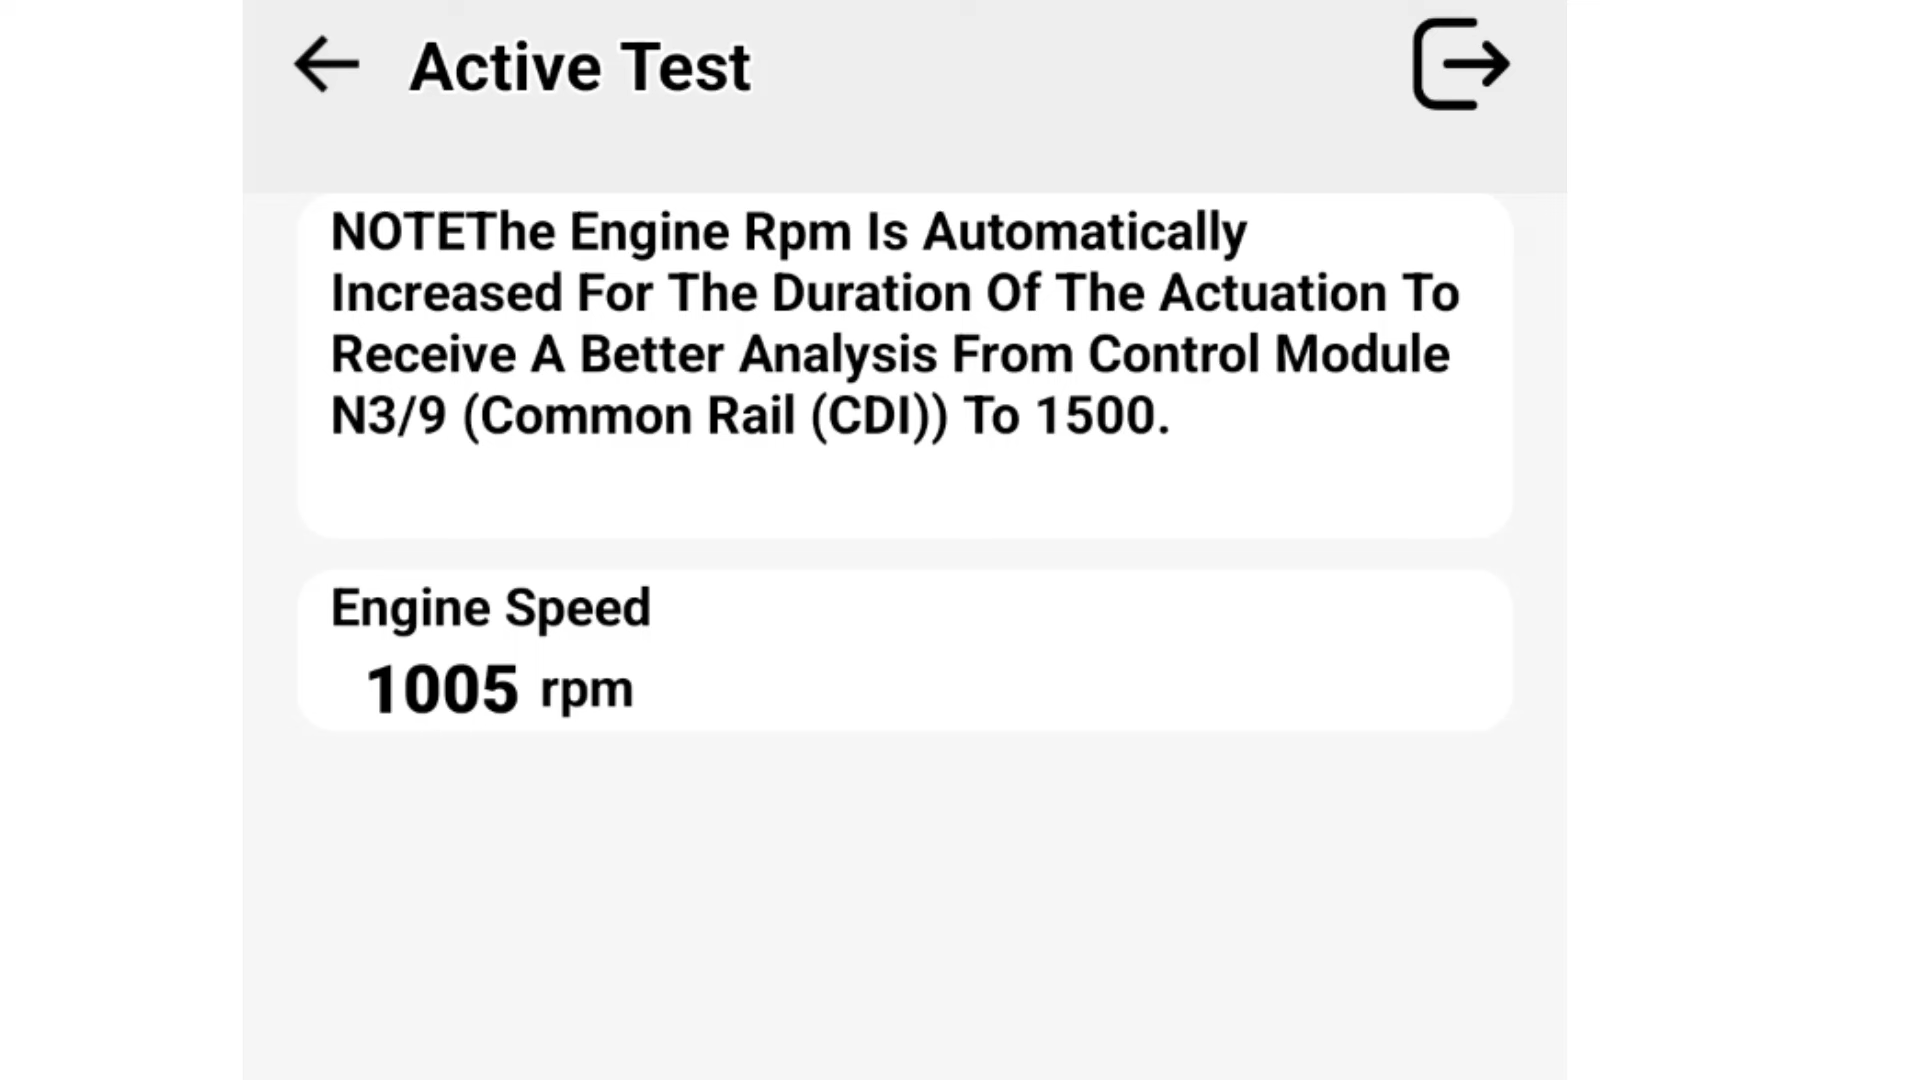 Active Test
NOTEThe Engine Rpm Is Automatically
Increased For The Duration Of The Actuation To
Receive A Better Analysis From Control Module
N3/9 (Common Rail (CDI)) To 1500.
Engine Speed
1005 rpm